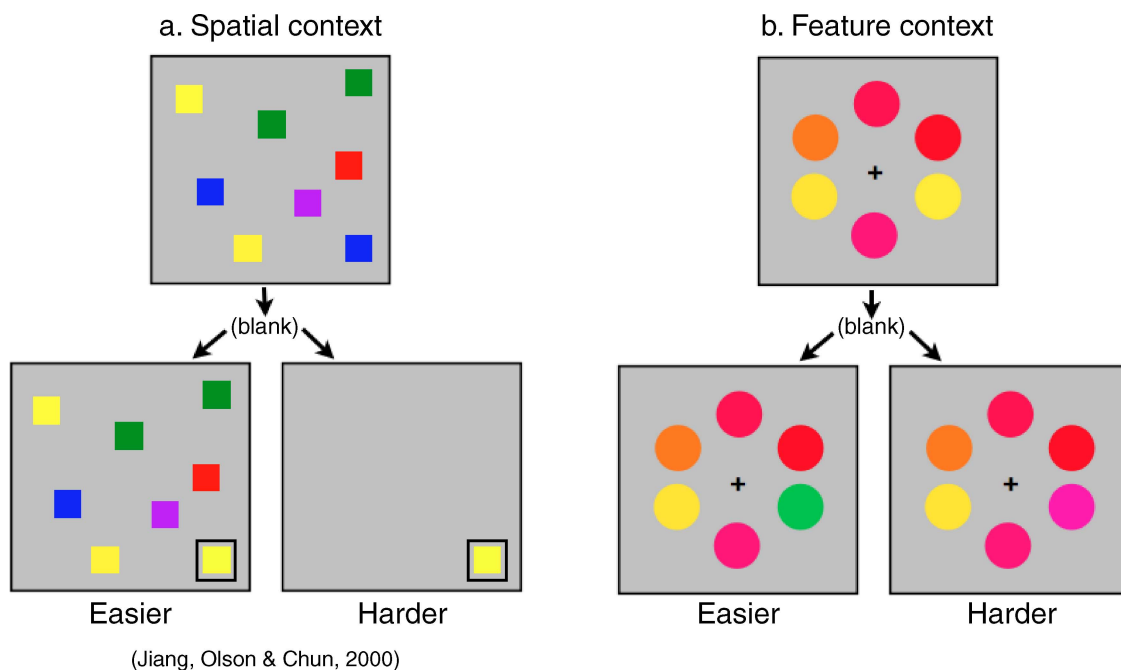 a. Spatial context
b. Feature context
(blank)
(blank)
Easier
Harder
Easier
Harder
(Jiang, Olson & Chun, 2000)